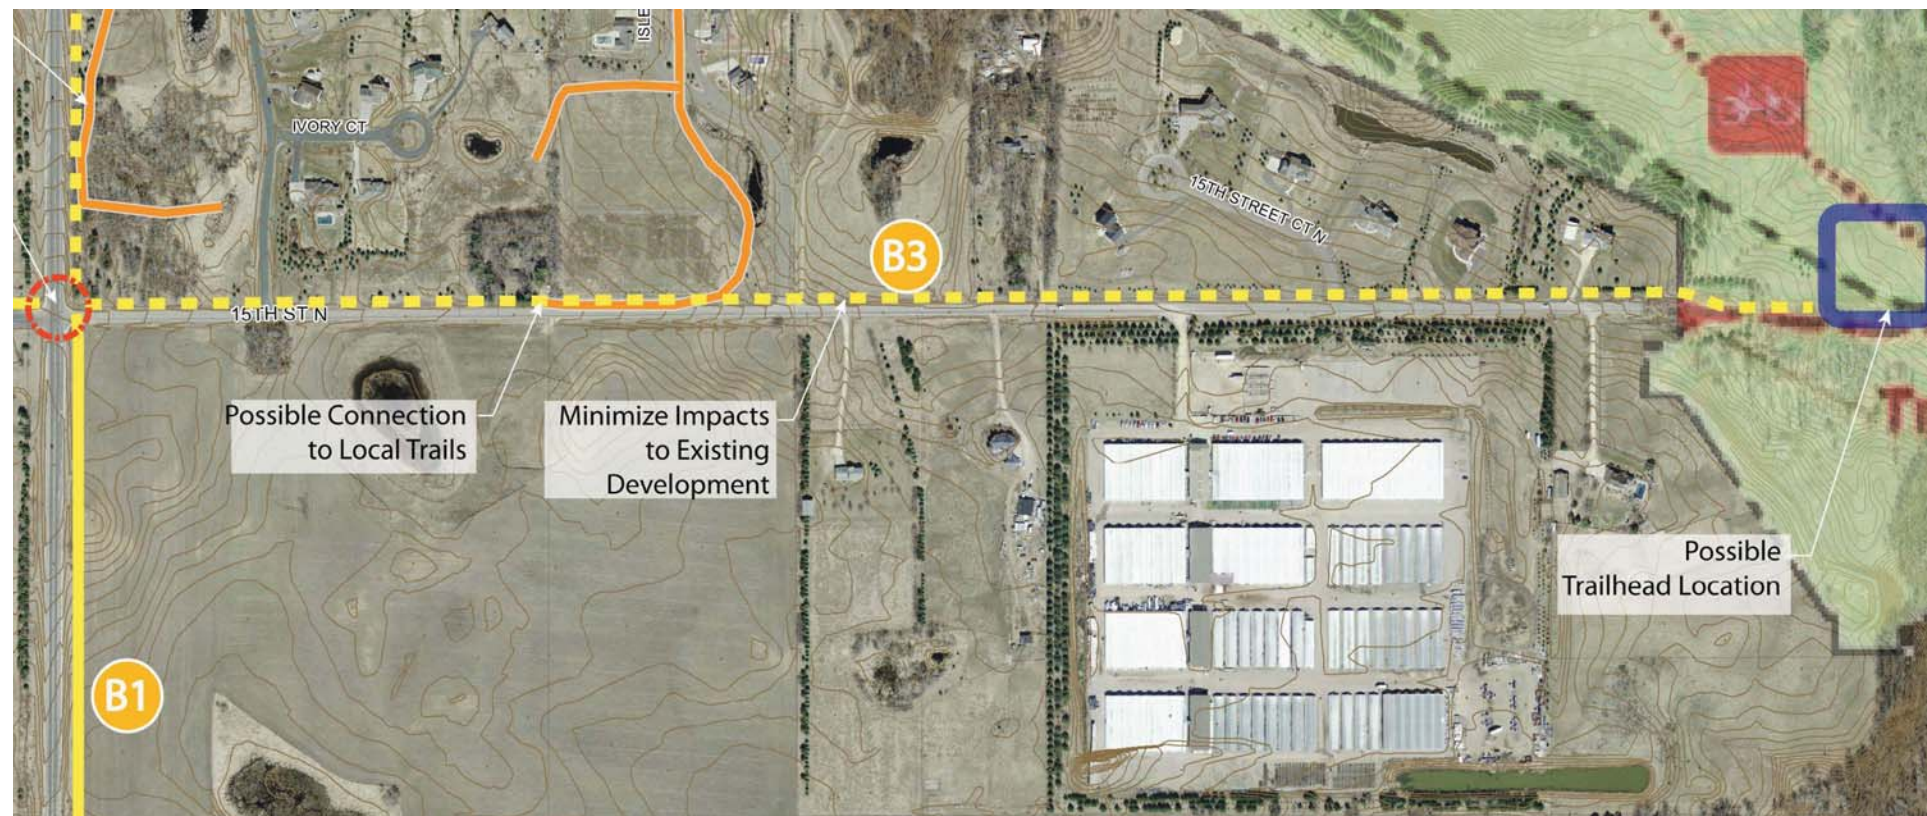 ISLE
IVORY CT
15TH STREET CT N
B3
15TH ST N
Possible Connection
to Local Trails
Minimize Impacts
to Existing
Development
Possible
Trailhead Location
B1